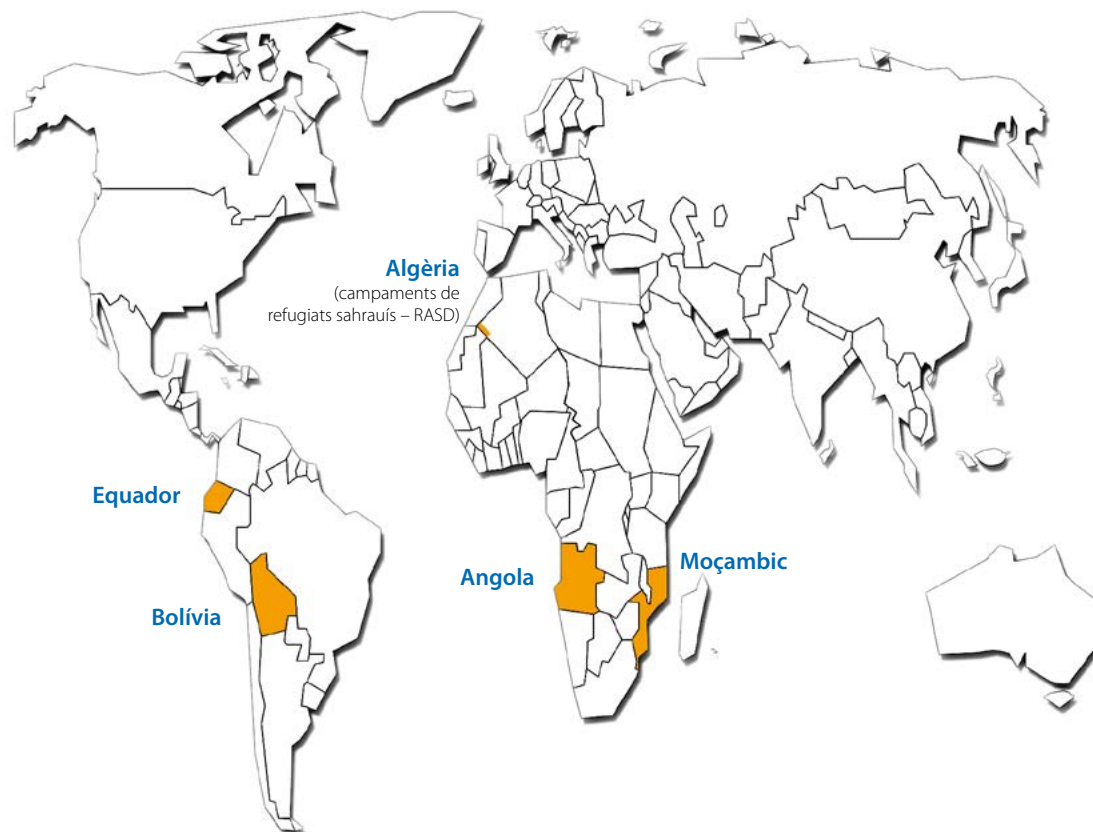 Algèria
(campaments de
refugiats sahrauís – RASD)
Equador
Angola
Moçambic
Bolívia